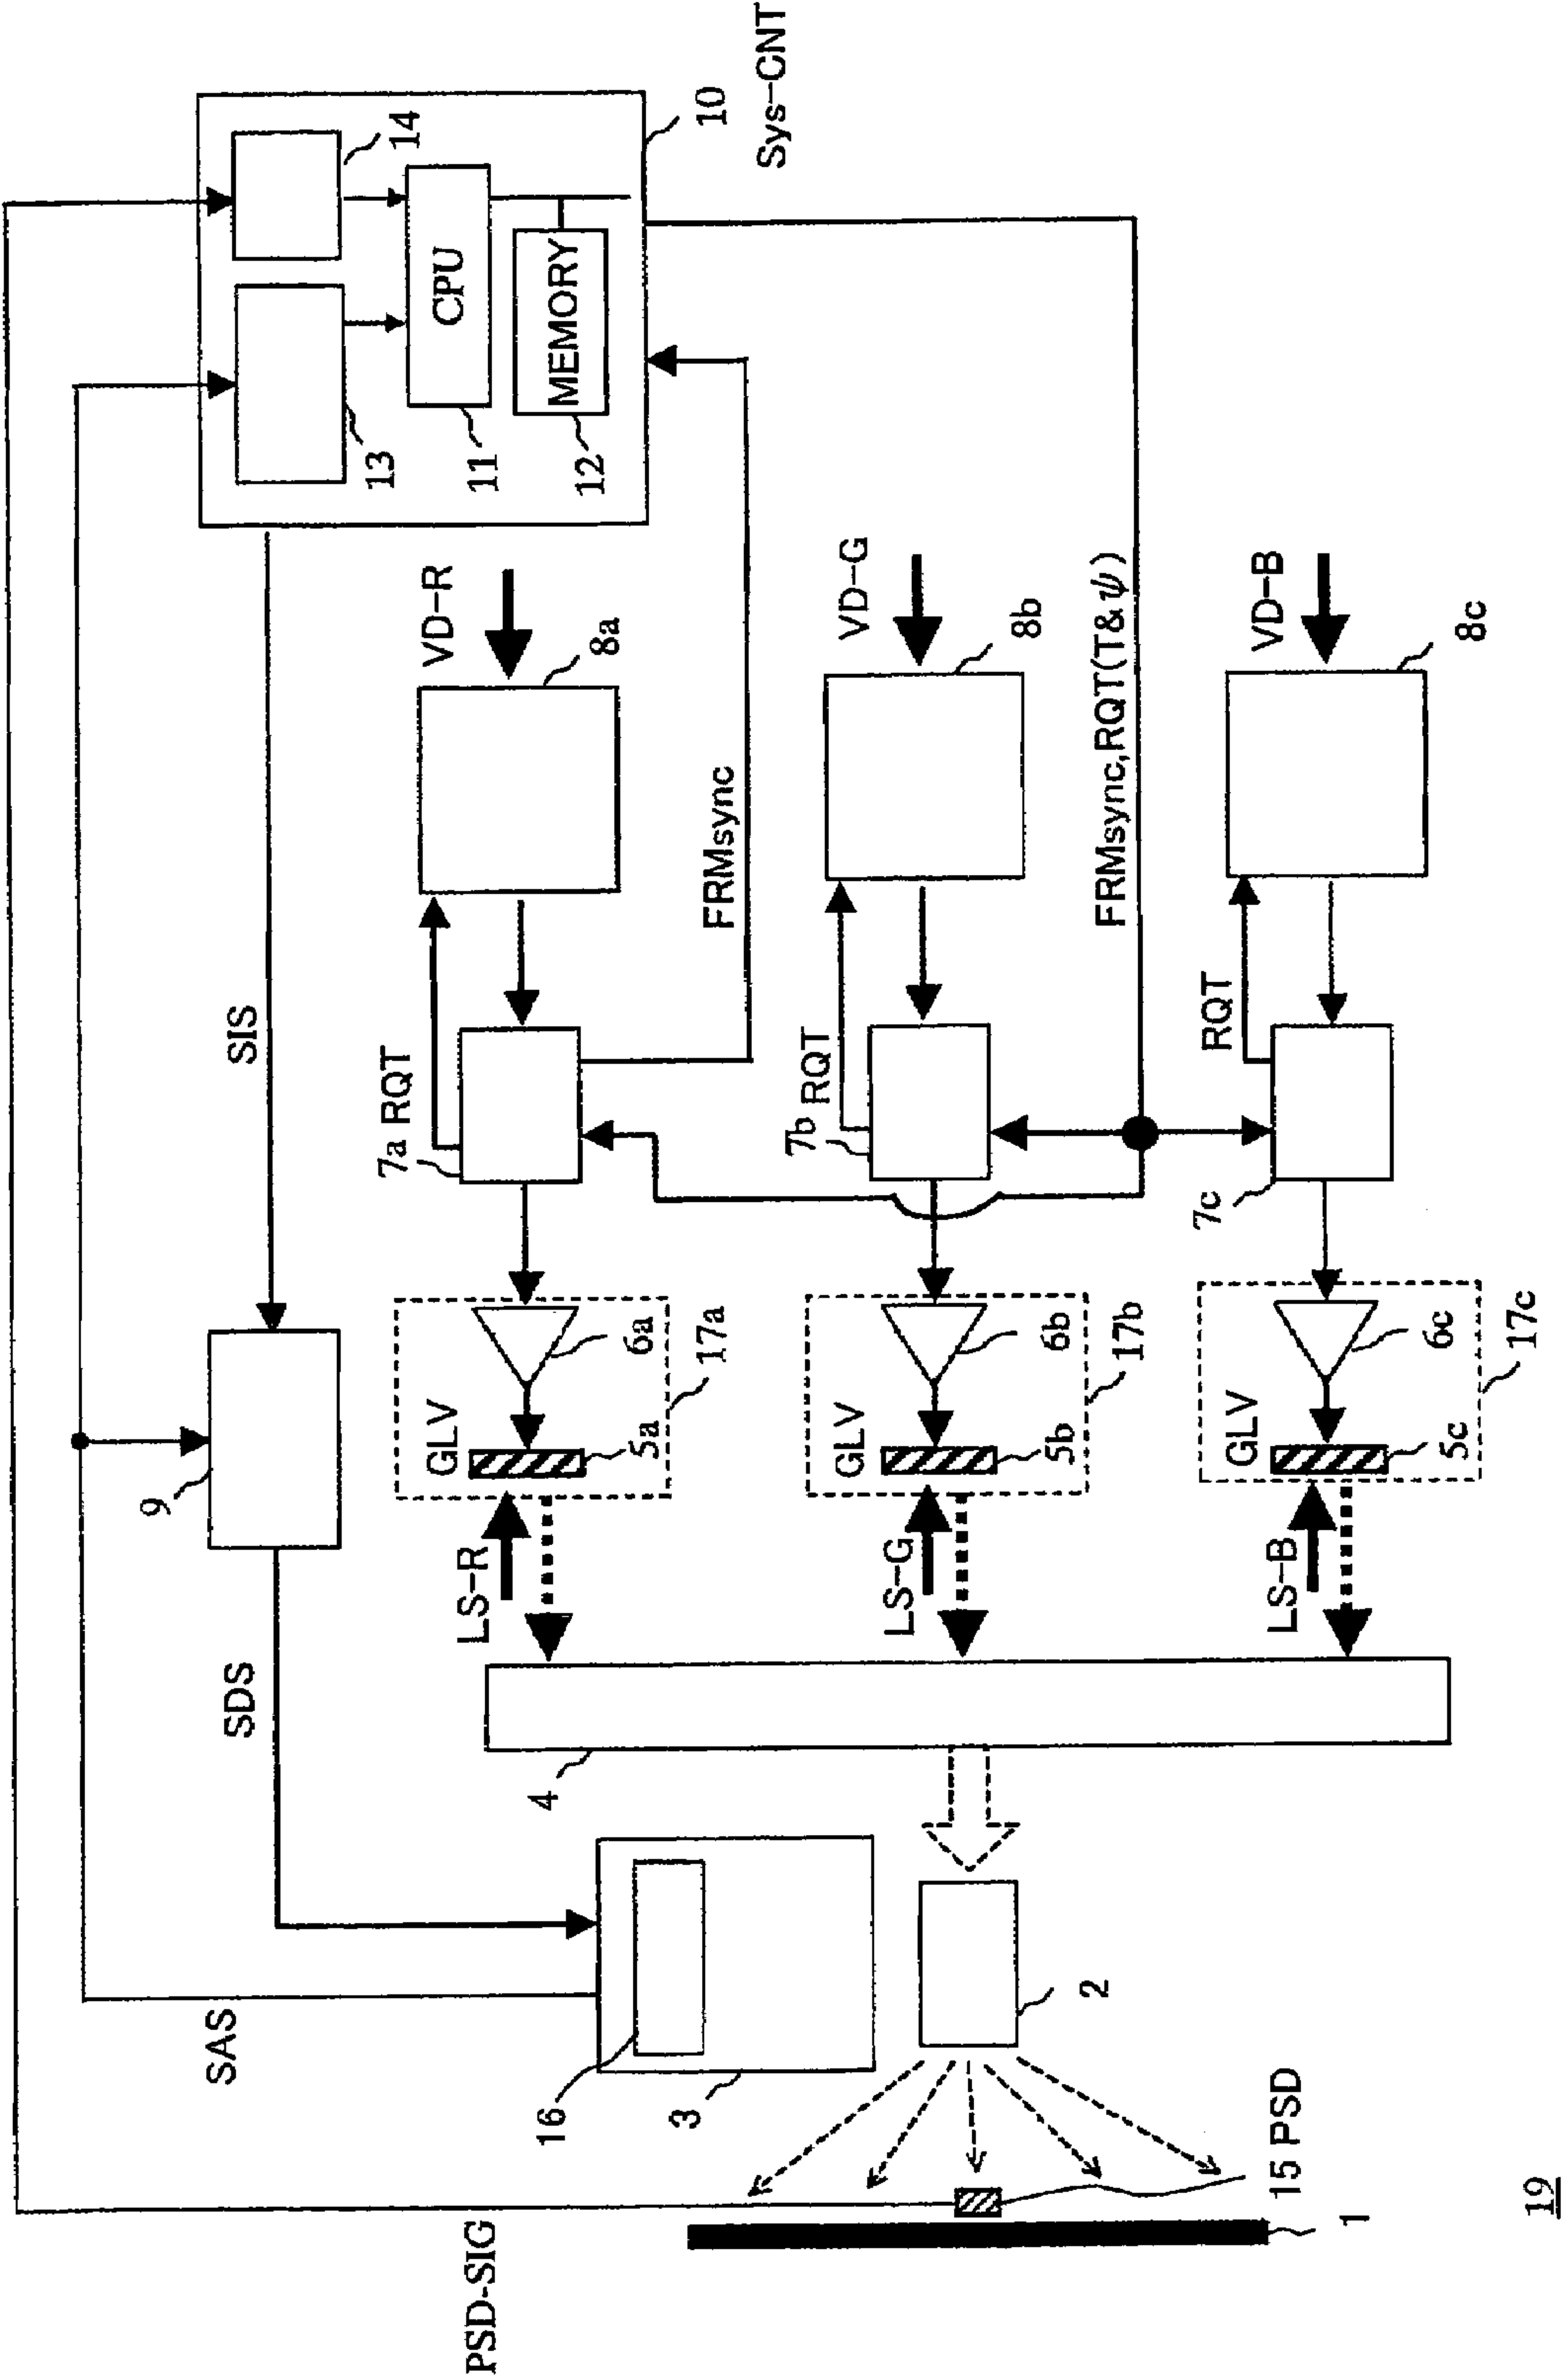 PSD-SIG
SAS
SDS
SIS
Sys-CNT
10
14
13
CPU
11
MEMORY
12
9
16
3
4
2
15 PSD
1
LS-R
GLV
5a
6a
17a
7a
RQT
VD-R
8a
FRMsync
LS-G
GLV
5b
6b
17b
7b
RQT
VD-G
8b
FRMsync,RQT(T&ψ)
LS-B
GLV
5c
6c
17c
7c
RQT
VD-B
8c
19